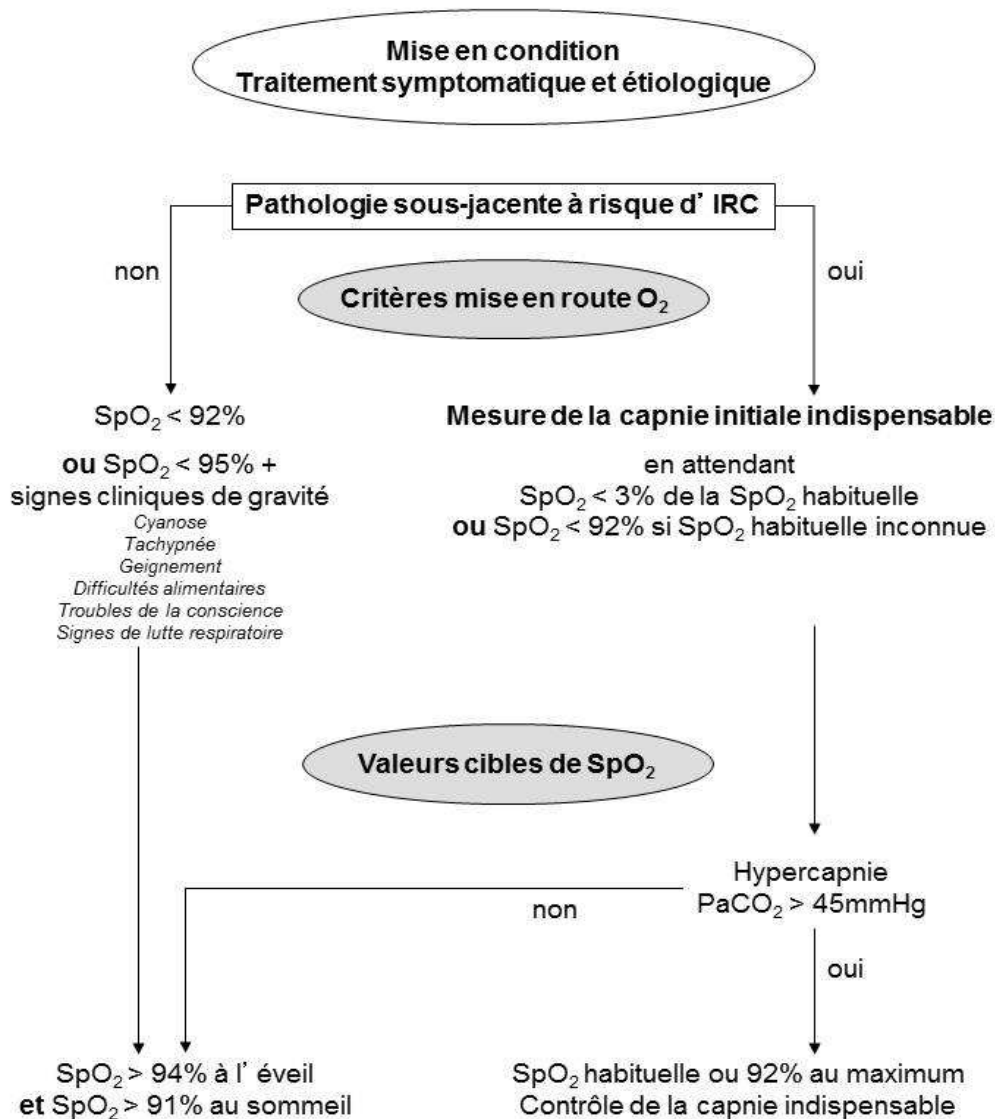 Mise en condition
Traitement symptomatique et étiologique
Pathologie sous-jacente à risque d’ IRC
non
oui
Critères mise en route O₂
SpO₂ < 92%
ou SpO₂ < 95% +
signes cliniques de gravité
Cyanose
Tachypnée
Geignement
Difficultés alimentaires
Troubles de la conscience
Signes de lutte respiratoire
Mesure de la capnie initiale indispensable
en attendant
SpO₂ < 3% de la SpO₂ habituelle
ou SpO₂ < 92% si SpO₂ habituelle inconnue
Valeurs cibles de SpO₂
Hypercapnie
PaCO₂ > 45mmHg
non
oui
SpO₂ > 94% à l’ éveil
et SpO₂ > 91% au sommeil
SpO₂ habituelle ou 92% au maximum
Contrôle de la capnie indispensable